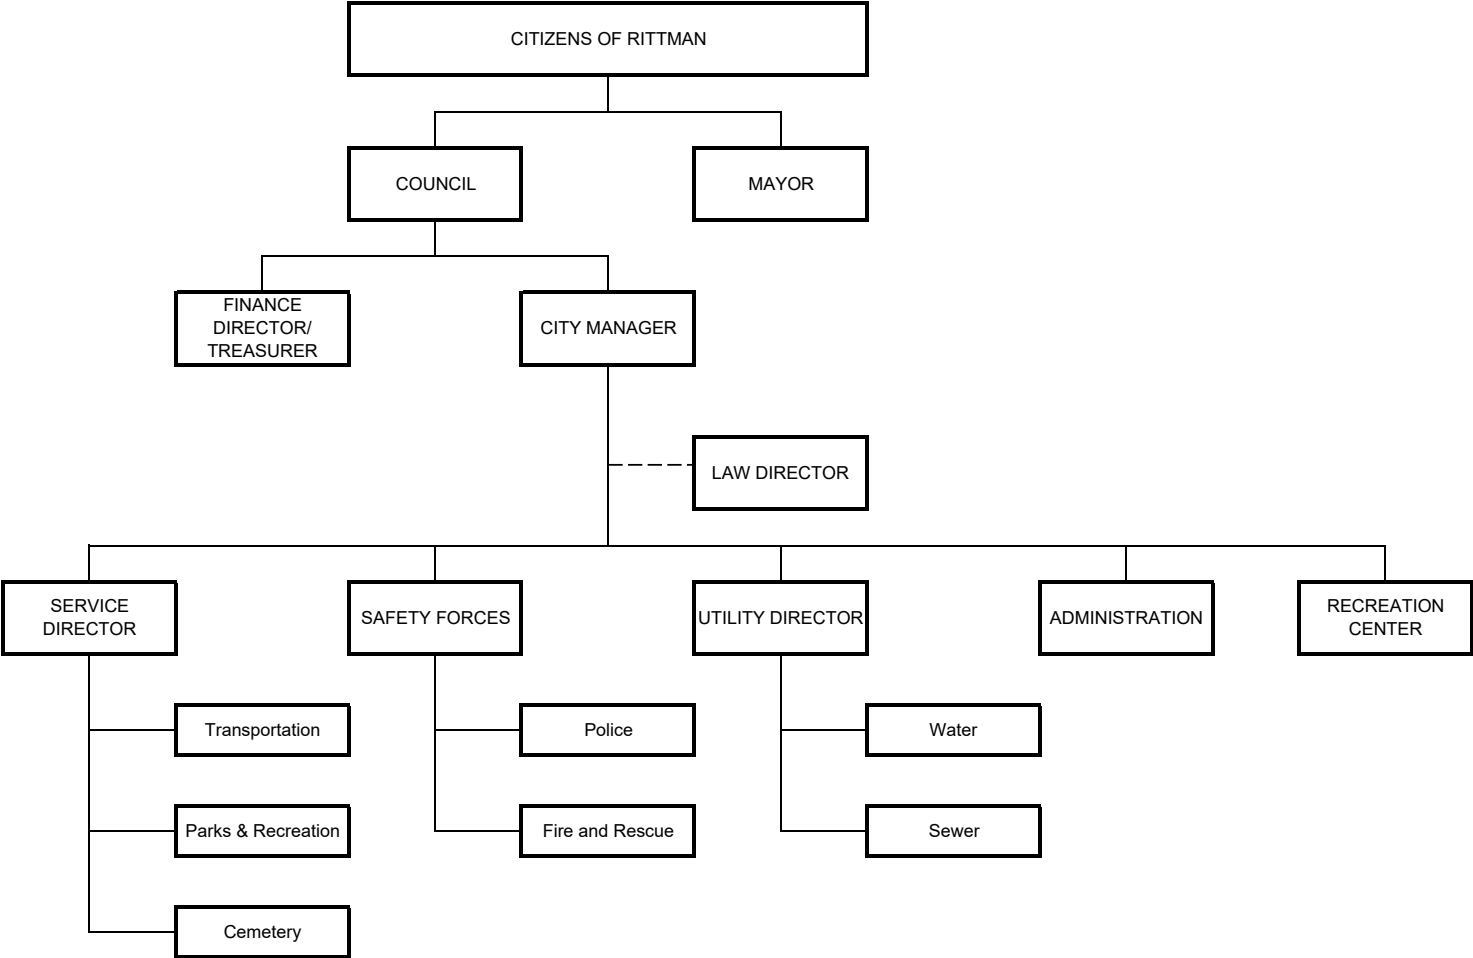 CITIZENS OF RITTMAN
COUNCIL
MAYOR
FINANCE
DIRECTOR/
TREASURER
CITY MANAGER
LAW DIRECTOR
SERVICE
DIRECTOR
SAFETY FORCES
UTILITY DIRECTOR
ADMINISTRATION
RECREATION
CENTER
Transportation
Police
Water
Parks & Recreation
Fire and Rescue
Sewer
Cemetery